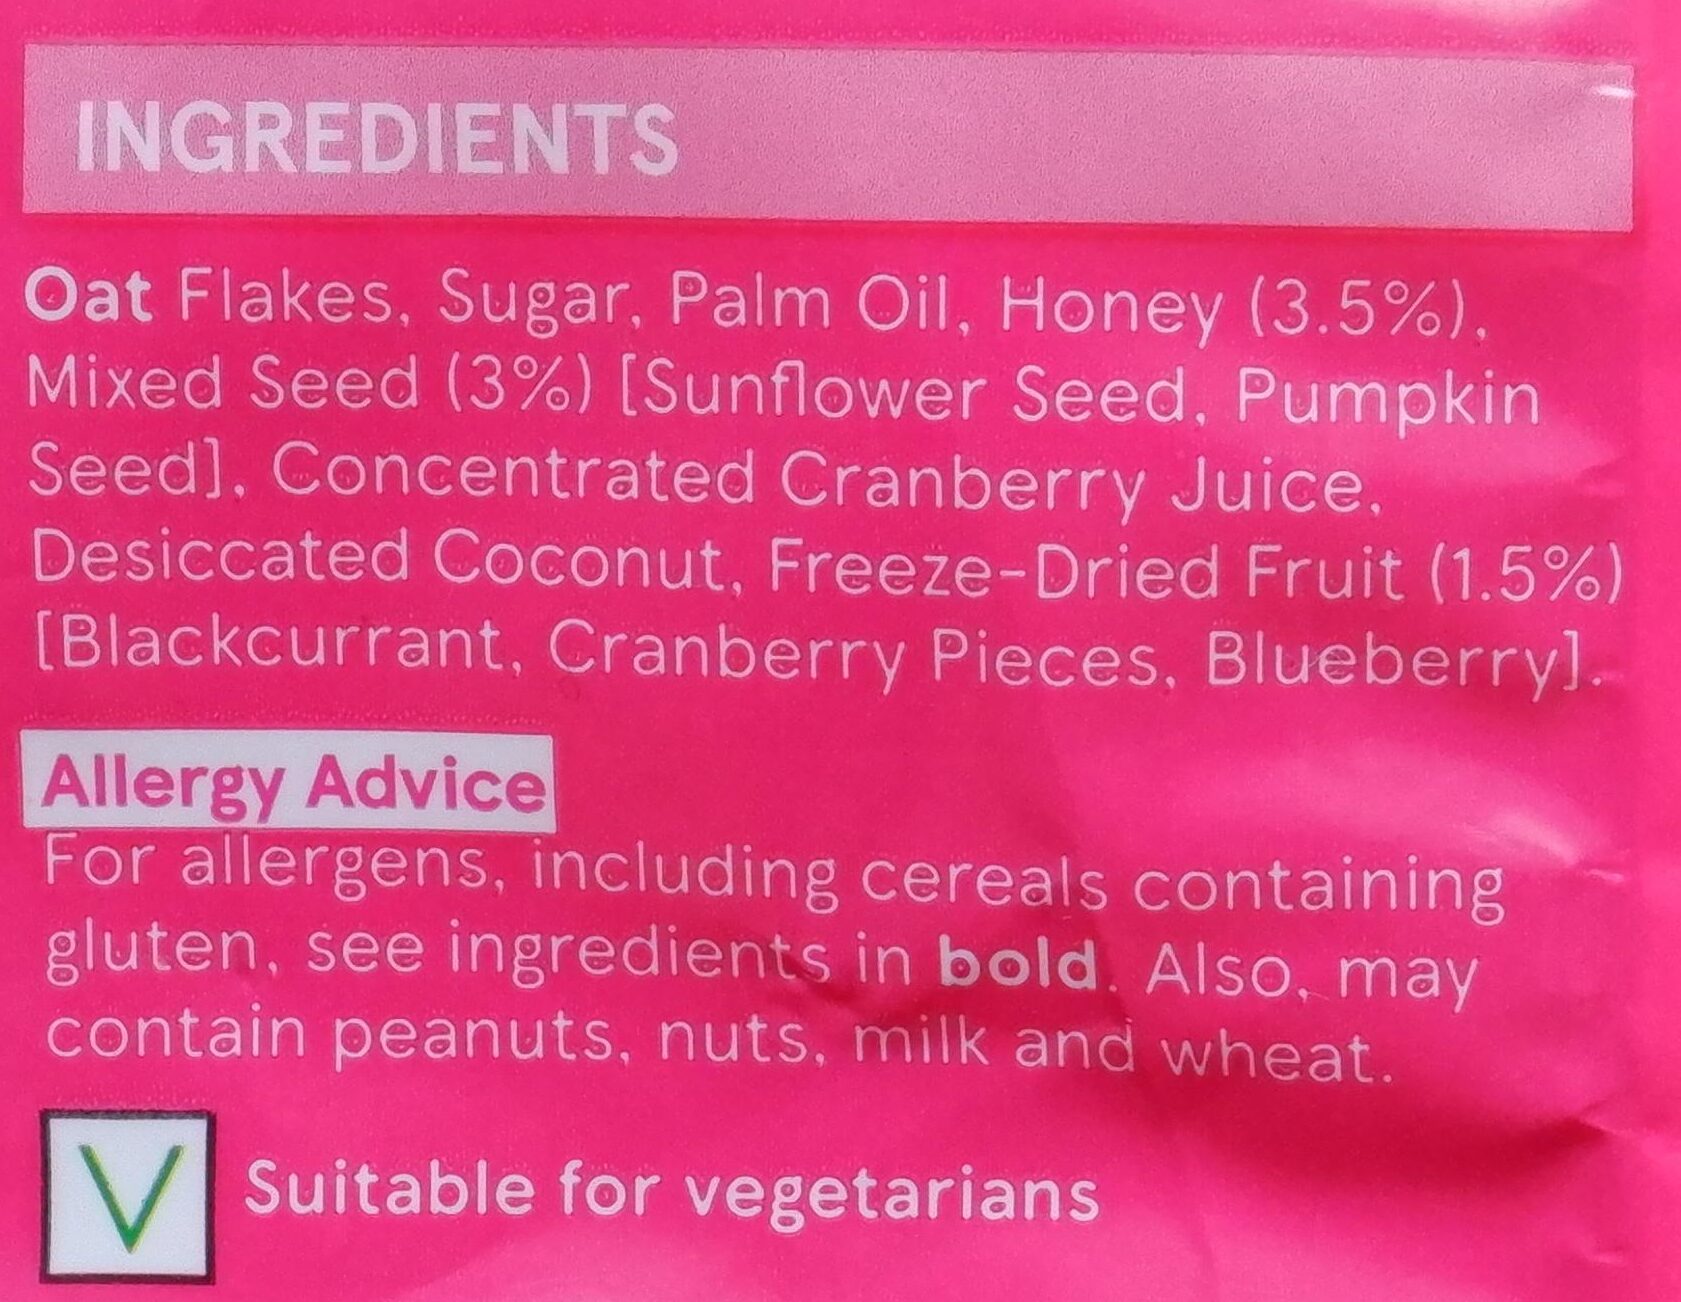 INGREDIENTS
Oat Flakes, Sugar, Palm Oil, Honey (3.5%),
Mixed Seed (3%) [Sunflower Seed, Pumpkin
Seed], Concentrated Cranberry Juice,
Desiccated Coconut, Freeze-Dried Fruit (1.5%)
[Blackcurrant, Cranberry Pieces, Blueberry].
Allergy Advice
For allergens, including cereals containing
gluten, see ingredients in bold. Also, may
contain peanuts, nuts, milk and wheat.
V Suitable for vegetarians